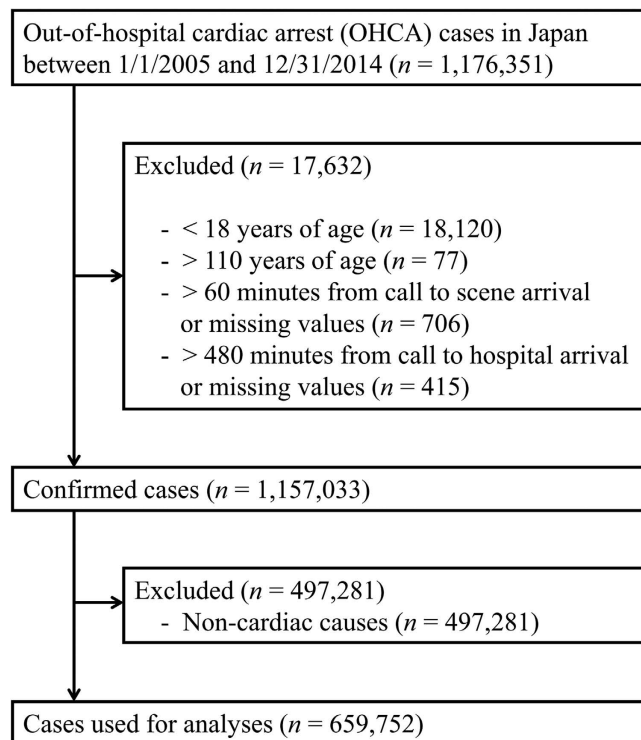 Out-of-hospital cardiac arrest (OHCA) cases in Japan
between 1/1/2005 and 12/31/2014 (n = 1,176,351)
Excluded (n = 17,632)
- < 18 years of age (n = 18,120)
- > 110 years of age (n = 77)
- > 60 minutes from call to scene arrival
or missing values (n = 706)
- > 480 minutes from call to hospital arrival
or missing values (n = 415)
Confirmed cases (n = 1,157,033)
Excluded (n = 497,281)
- Non-cardiac causes (n = 497,281)
Cases used for analyses (n = 659,752)